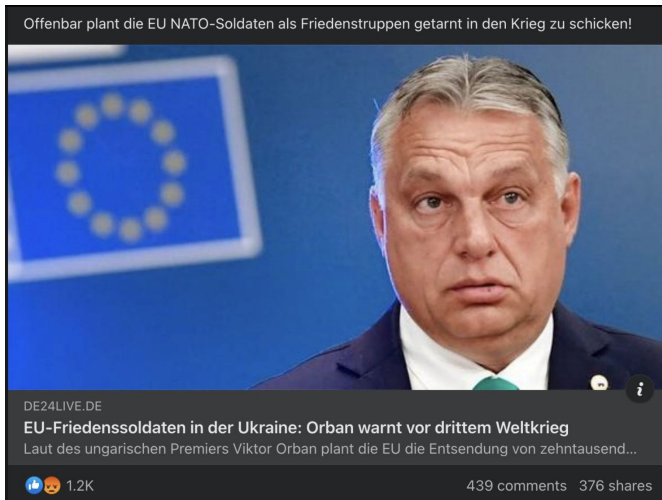 Offenbar plant die EU NATO-Soldaten als Friedenstruppen getarnt in den Krieg zu schicken!
DE24LIVE.DE
EU-Friedenssoldaten in der Ukraine: Orban warnt vor drittem Weltkrieg
Laut des ungarischen Premiers Viktor Orban plant die EU die Entsendung von zehntausend...
1.2K
439 comments 376 shares